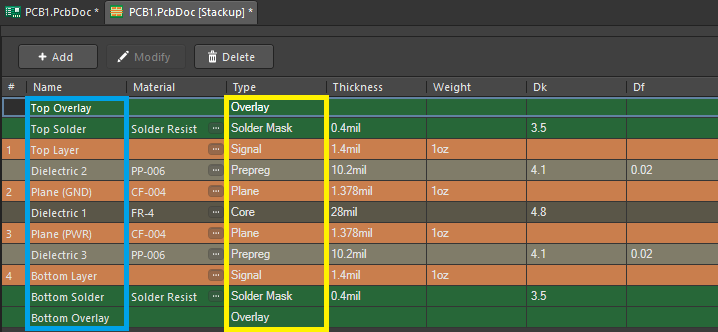 PCB1.PcbDoc * PCB1.PcbDoc [Stackup] *
+ Add Modify Delete
# Name Material Type Thickness Weight Dk Df
Top Overlay Overlay
Top Solder Solder Resist ... Solder Mask 0.4mil 3.5
1 Top Layer ... Signal 1.4mil 1oz
Dielectric 2 PP-006 ... Prepreg 10.2mil 4.1 0.02
2 Plane (GND) CF-004 ... Plane 1.378mil 1oz
Dielectric 1 FR-4 ... Core 28mil 4.8
3 Plane (PWR) CF-004 ... Plane 1.378mil 1oz
Dielectric 3 PP-006 ... Prepreg 10.2mil 4.1 0.02
4 Bottom Layer ... Signal 1.4mil 1oz
Bottom Solder Solder Resist ... Solder Mask 0.4mil 3.5
Bottom Overlay Overlay